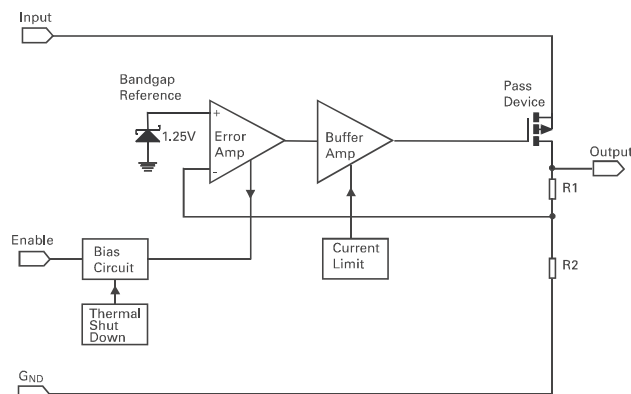 Input
Output
Bandgap
Reference
Pass
Device
+
1.25V
Error
Amp
-
Buffer
Amp
R1
Enable
Bias
Circuit
Current
Limit
R2
Thermal
Shut
Down
GND